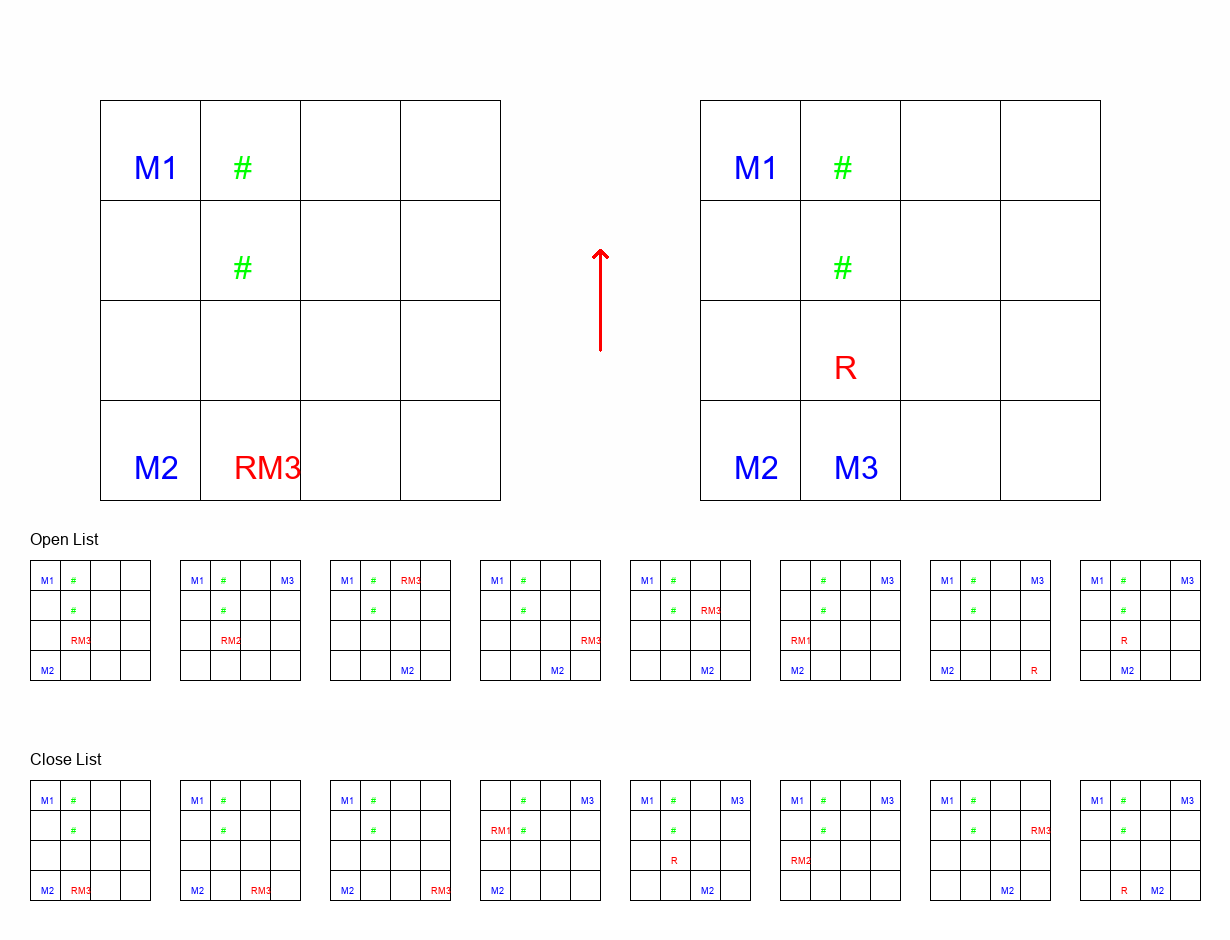 M1 # M1 #
# #
R
M2 RM3 M2 M3
Open List
M1 # M1 # M3 M1 # RM3 M1 # M1 # # M3 M1 # M3 M1 # M3
# # # # # RM3 # # #
RM3 RM2 RM3 RM1 R
M2 M2 M2 M2 M2 M2 R M2
Close List
M1 # M1 # M1 # # M3 M1 # M3 M1 # M3 M1 # M1 # M3
# # # RM1 # # # # RM3 #
R RM2
M2 RM3 M2 RM3 M2 RM3 M2 M2 M2 R M2